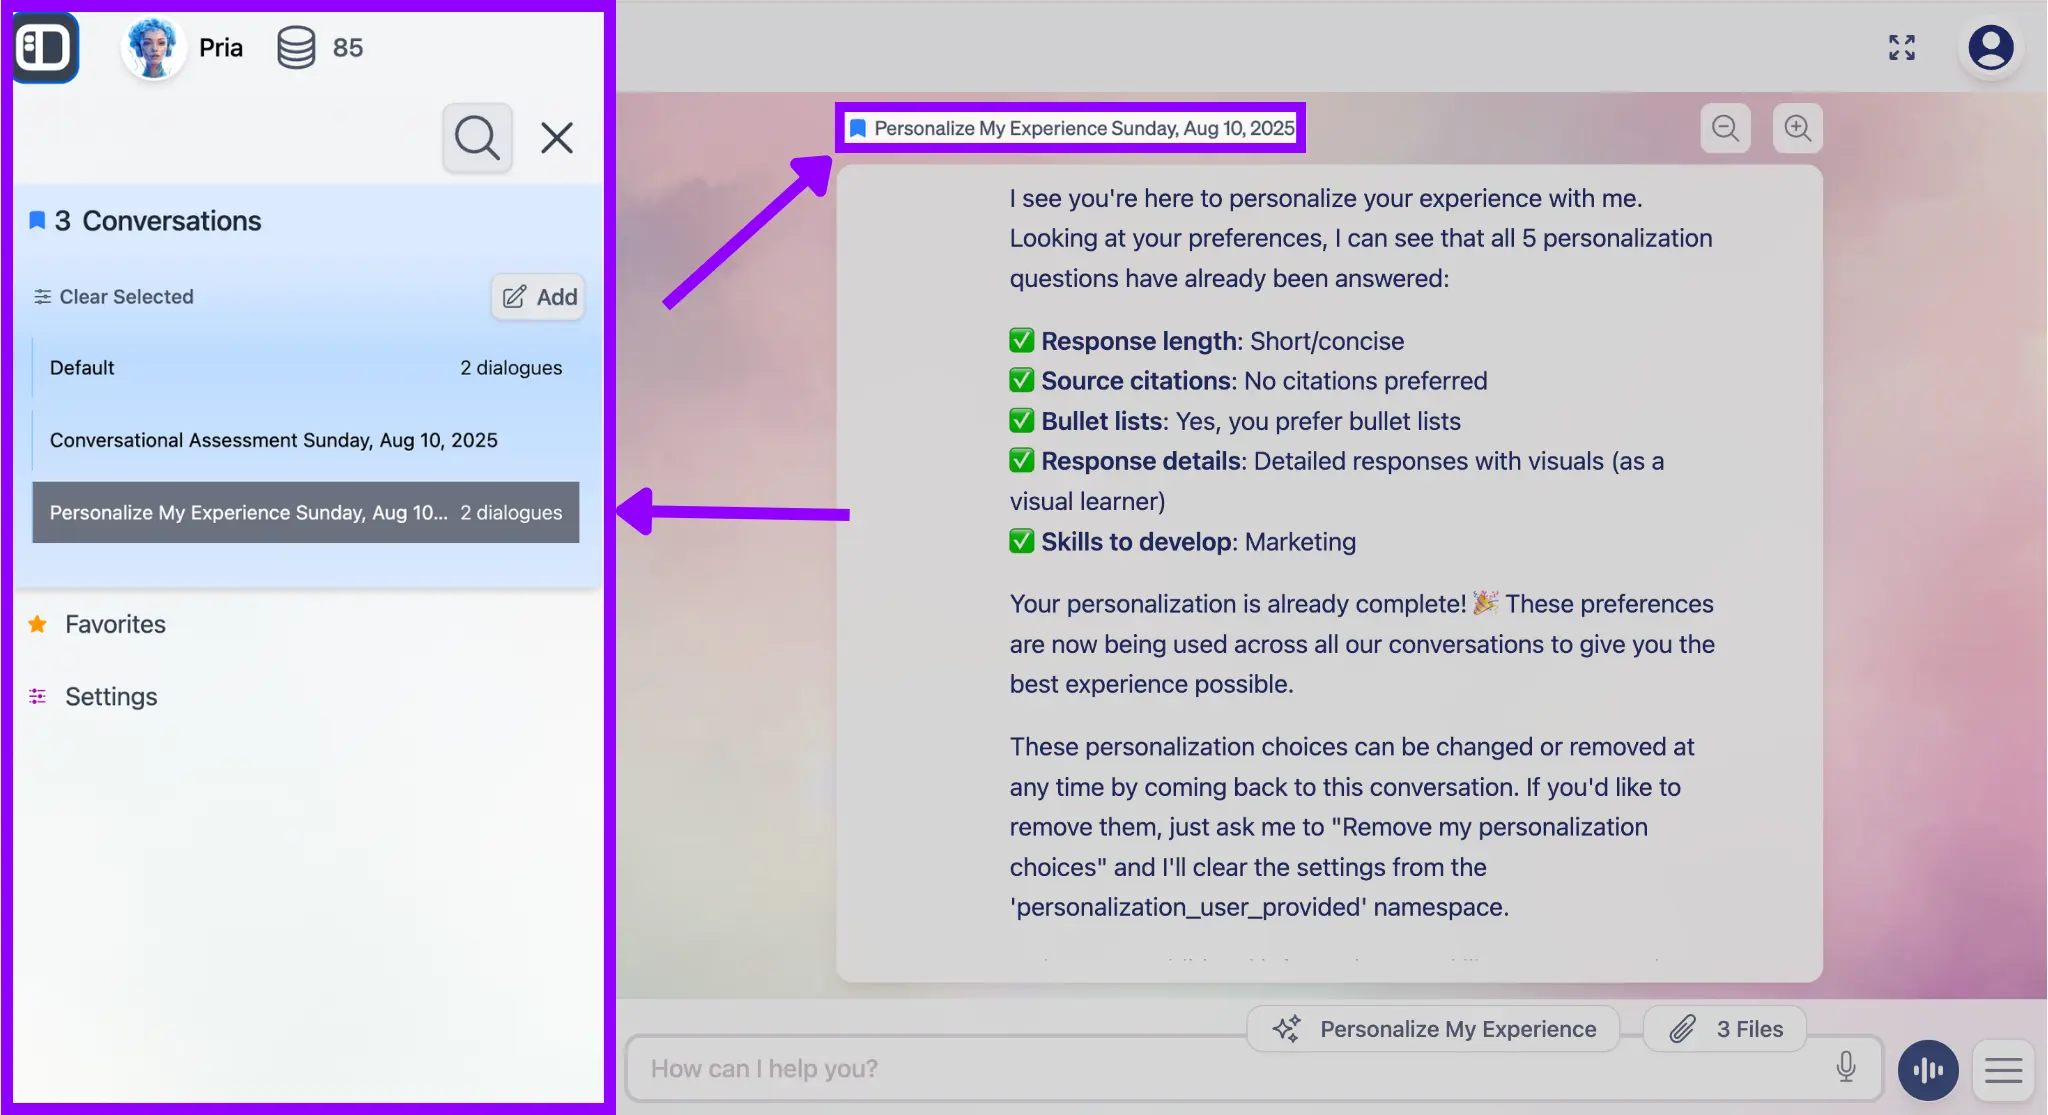 Pria
85
3 Conversations
Clear Selected
Add
Default
2 dialogues
Conversational Assessment Sunday, Aug 10, 2025
Personalize My Experience Sunday, Aug 10...
2 dialogues
Favorites
Settings
Personalize My Experience Sunday, Aug 10, 2025
I see you're here to personalize your experience with me.
Looking at your preferences, I can see that all 5 personalization
questions have already been answered:
✅ Response length: Short/concise
✅ Source citations: No citations preferred
✅ Bullet lists: Yes, you prefer bullet lists
✅ Response details: Detailed responses with visuals (as a
visual learner)
✅ Skills to develop: Marketing
Your personalization is already complete! 🎉 These preferences
are now being used across all our conversations to give you the
best experience possible.
These personalization choices can be changed or removed at
any time by coming back to this conversation. If you'd like to
remove them, just ask me to "Remove my personalization
choices" and I'll clear the settings from the
'personalization_user_provided' namespace.
Personalize My Experience
3 Files
How can I help you?